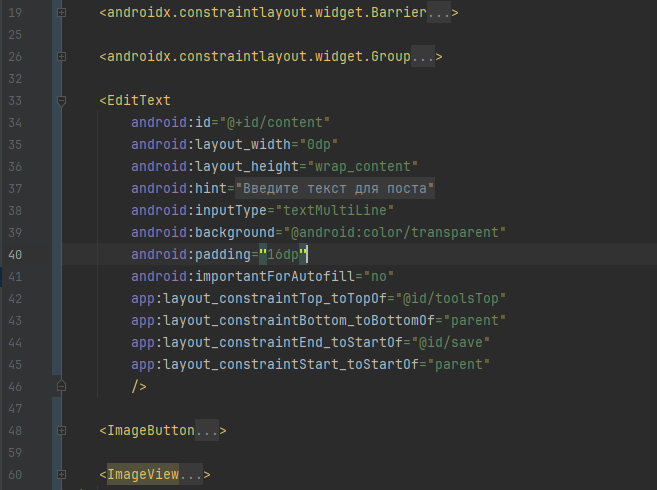 19 <androidx.constraintlayout.widget.Barrier...>
25
26 <androidx.constraintlayout.widget.Group...>
32
33 <EditText
34 android:id="@+id/content"
35 android:layout_width="0dp"
36 android:layout_height="wrap_content"
37 android:hint="Введите текст для поста"
38 android:inputType="textMultiLine"
39 android:background="@android:color/transparent"
40 android:padding="16dp"
41 android:importantForAutofill="no"
42 app:layout_constraintTop_toTopOf="@id/toolsTop"
43 app:layout_constraintBottom_toBottomOf="parent"
44 app:layout_constraintEnd_toStartOf="@id/save"
45 app:layout_constraintStart_toStartOf="parent"
46 />
47
48 <ImageButton...>
59
60 <ImageView...>